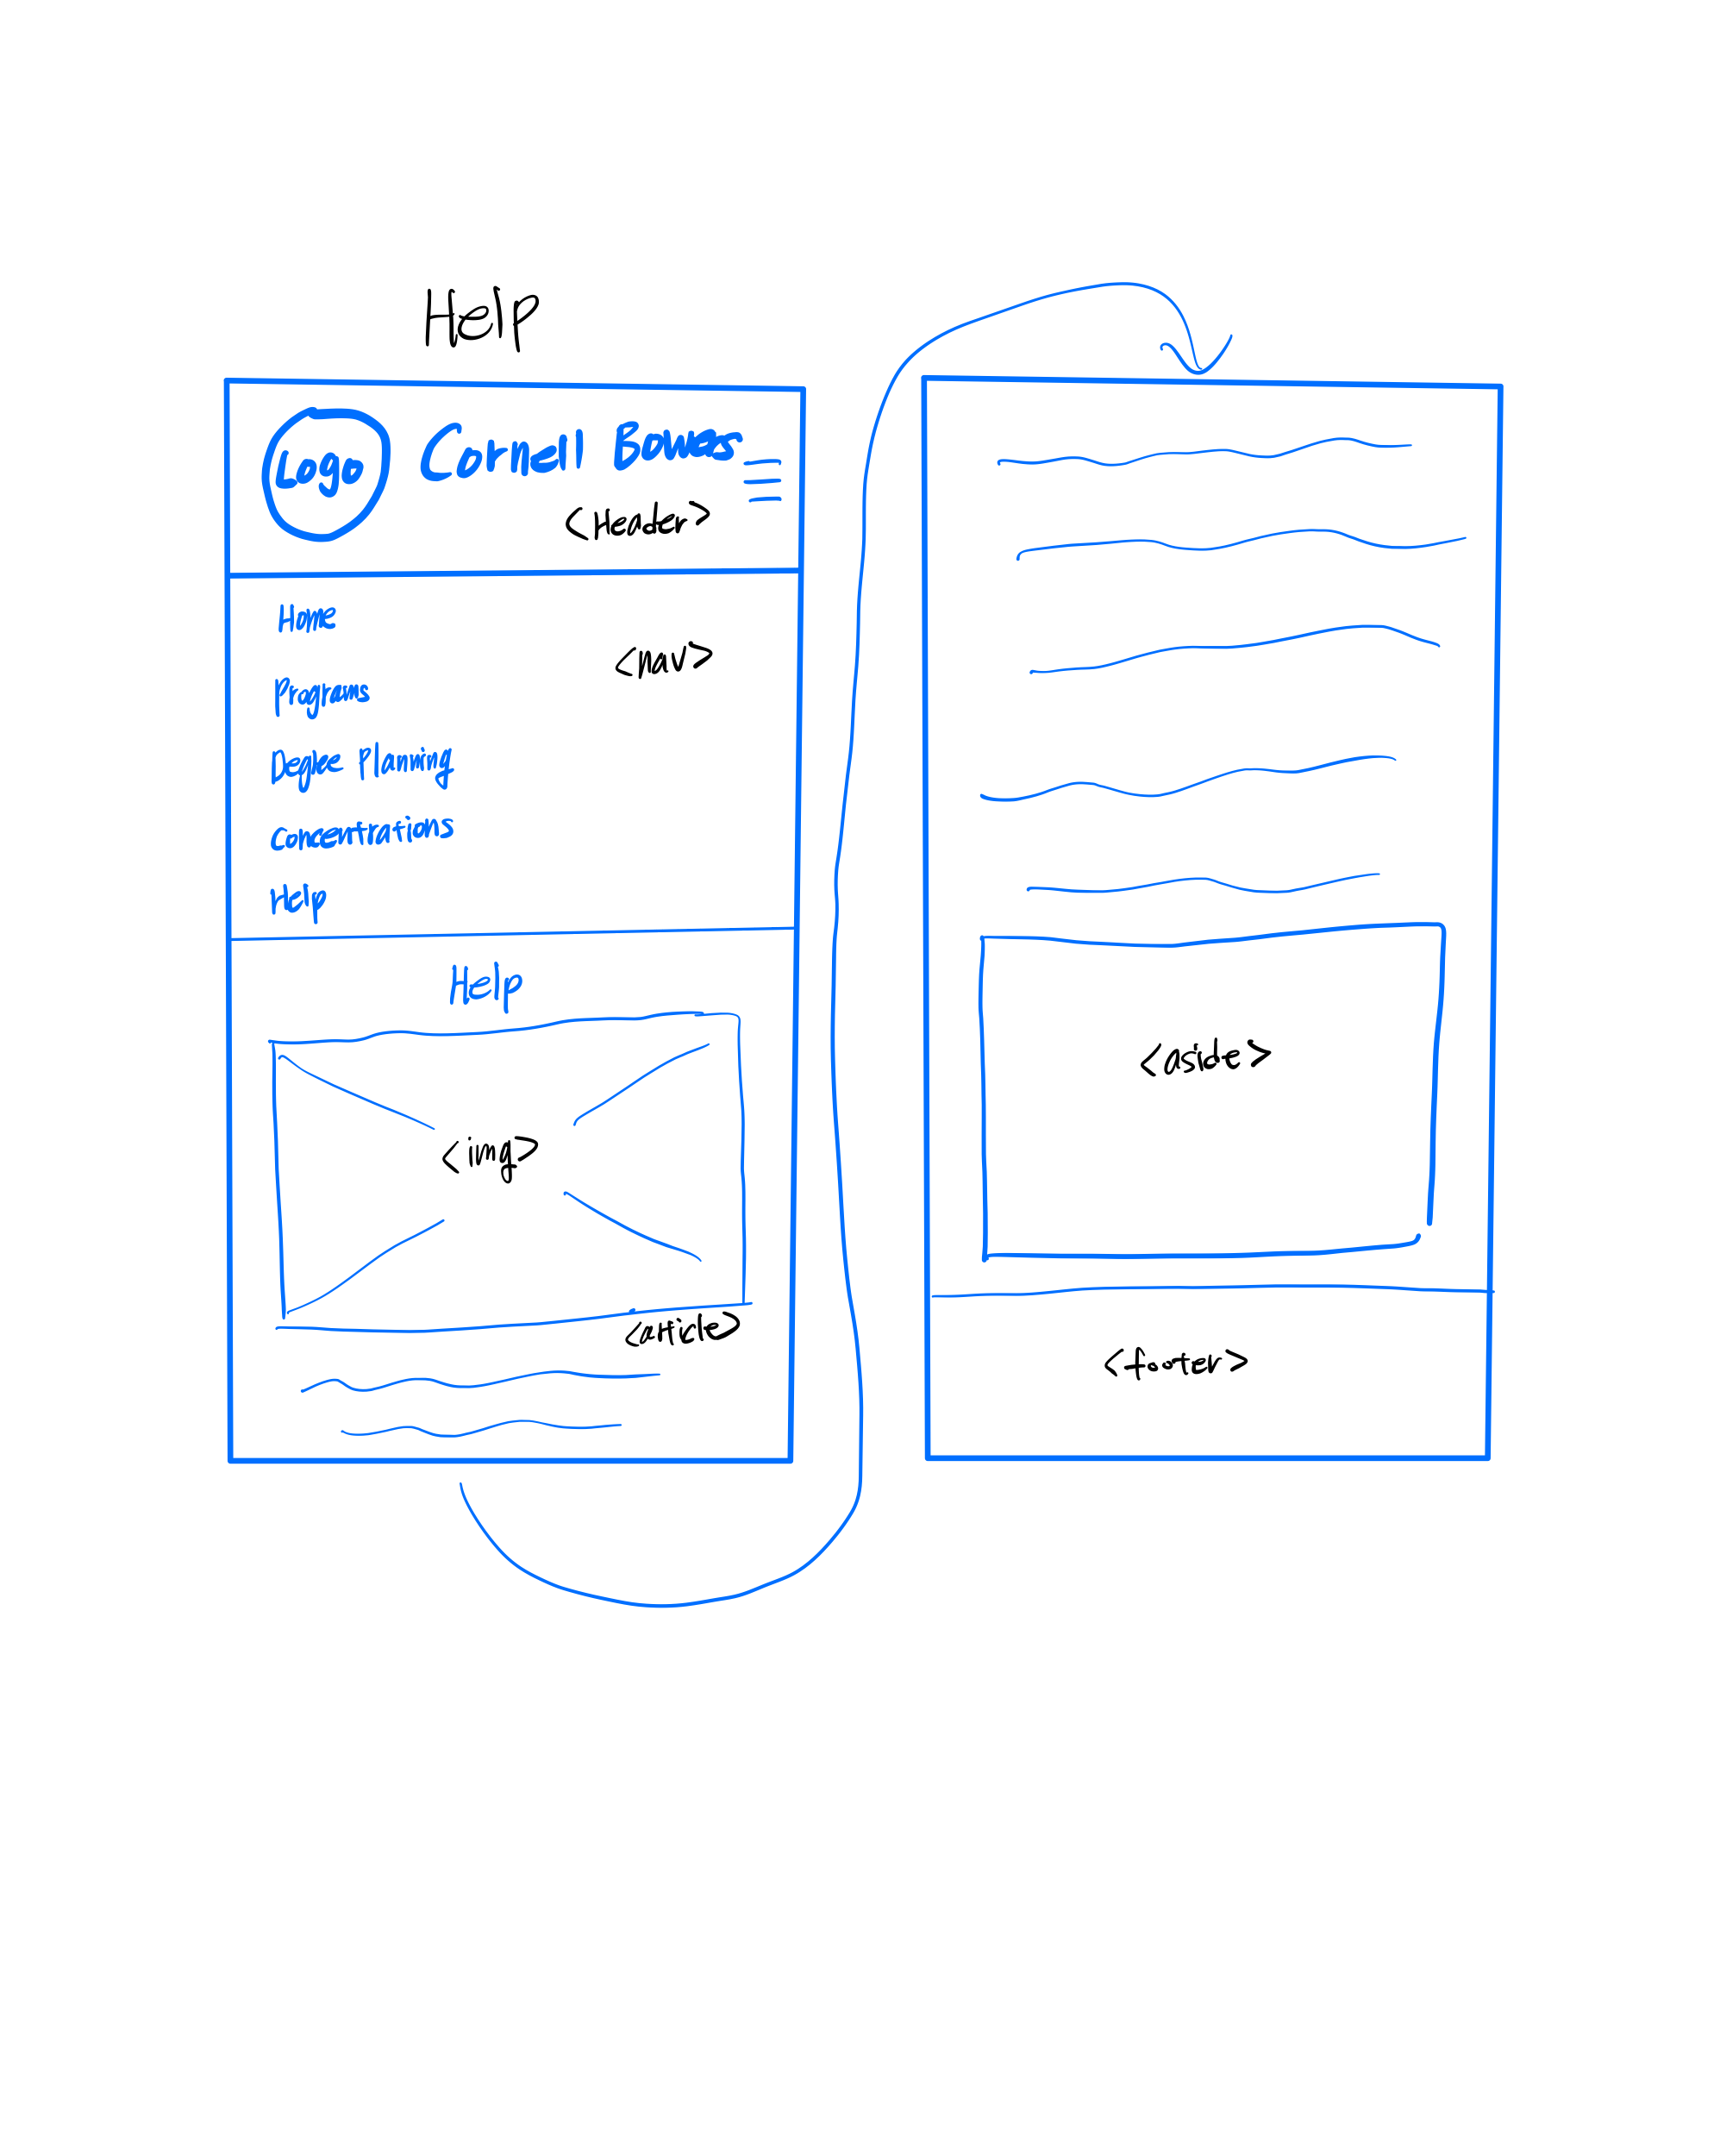 Help
Logo
Cornell Bowers
<header>
Home
<nav>
Programs
Degree Planning
Concentrations
Help
Help
<img>
<article>
<aside>
<footer>